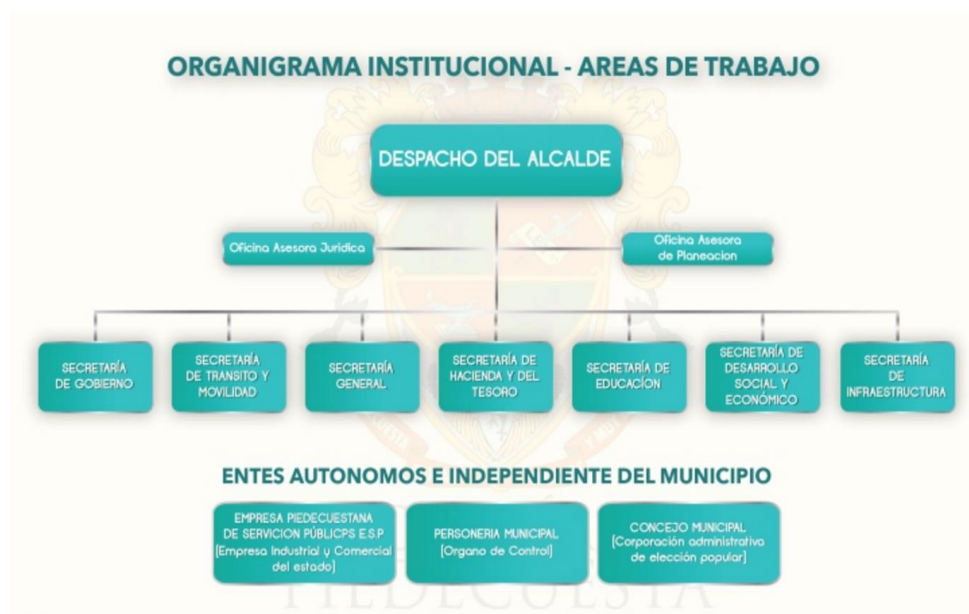 ORGANIGRAMA INSTITUCIONAL - AREAS DE TRABAJO
DESPACHO DEL ALCALDE
Oficina Asesora Jurídica
Oficina Asesora
de Planeacion
SECRETARÍA
DE GOBIERNO
SECRETARÍA
DE TRANSITO Y
MOVILIDAD
SECRETARÍA
GENERAL
SECRETARÍA DE
HACIENDA Y DEL
TESORO
SECRETARÍA DE
EDUCACÍON
SECRETARÍA DE
DESARROLLO
SOCIAL Y
ECONÓMICO
SECRETARÍA
DE
INFRAESTRUCTURA
ENTES AUTONOMOS E INDEPENDIENTE DEL MUNICIPIO
EMPRESA PIEDECUESTANA
DE SERVICION PÚBLICPS E.S.P
[Empresa Industrial y Comercial
del estado]
PERSONERIA MUNICIPAL
[Organo de Control]
CONCEJO MUNICIPAL
[Corporación administrativa
de elección popular]
PIEDECUESTA